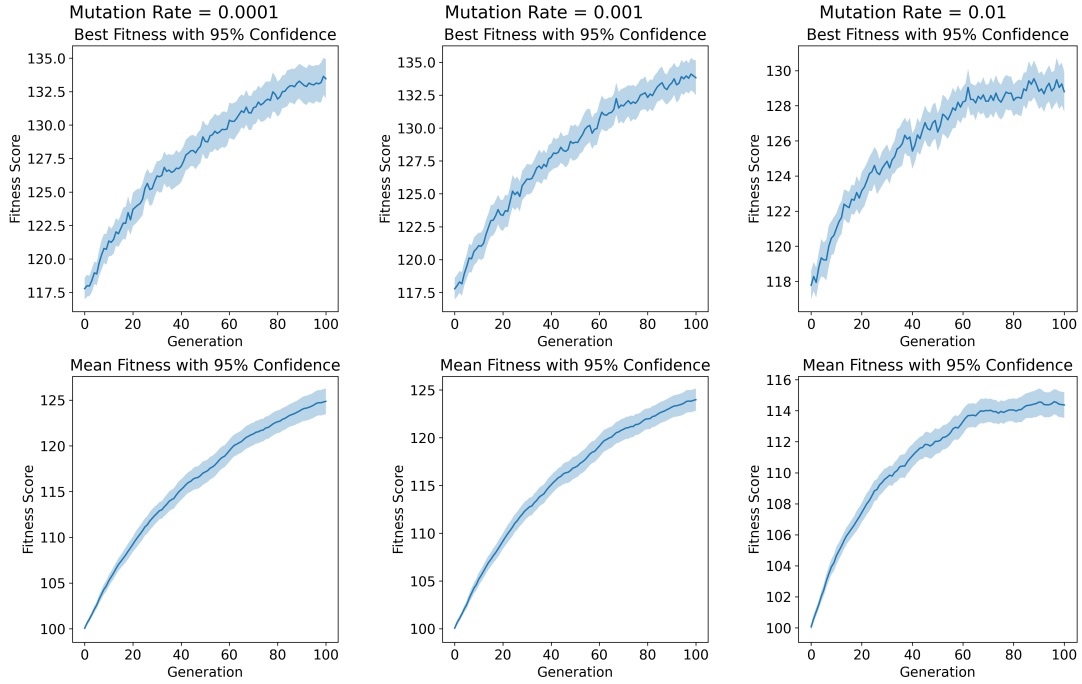 Mutation Rate = 0.0001
Best Fitness with 95% Confidence
135.0
132.5
130.0
127.5
125.0
122.5
120.0
117.5
Fitness Score
0 20 40 60 80 100
Generation
Mutation Rate = 0.001
Best Fitness with 95% Confidence
135.0
132.5
130.0
127.5
125.0
122.5
120.0
117.5
Fitness Score
0 20 40 60 80 100
Generation
Mutation Rate = 0.01
Best Fitness with 95% Confidence
130
128
126
124
122
120
118
Fitness Score
0 20 40 60 80 100
Generation
Mean Fitness with 95% Confidence
125
120
115
110
105
100
Fitness Score
0 20 40 60 80 100
Generation
Mean Fitness with 95% Confidence
125
120
115
110
105
100
Fitness Score
0 20 40 60 80 100
Generation
Mean Fitness with 95% Confidence
116
114
112
110
108
106
104
102
100
Fitness Score
0 20 40 60 80 100
Generation